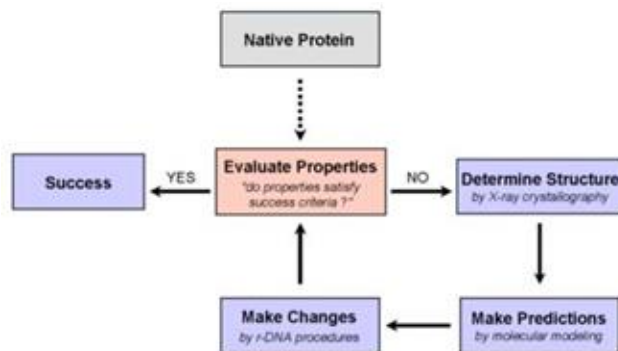 Native Protein
Success
YES
Evaluate Properties
"do properties satisfy
success criteria ?"
NO
Determine Structure
by X-ray crystallography
Make Changes
by r-DNA procedures
Make Predictions
by molecular modeling